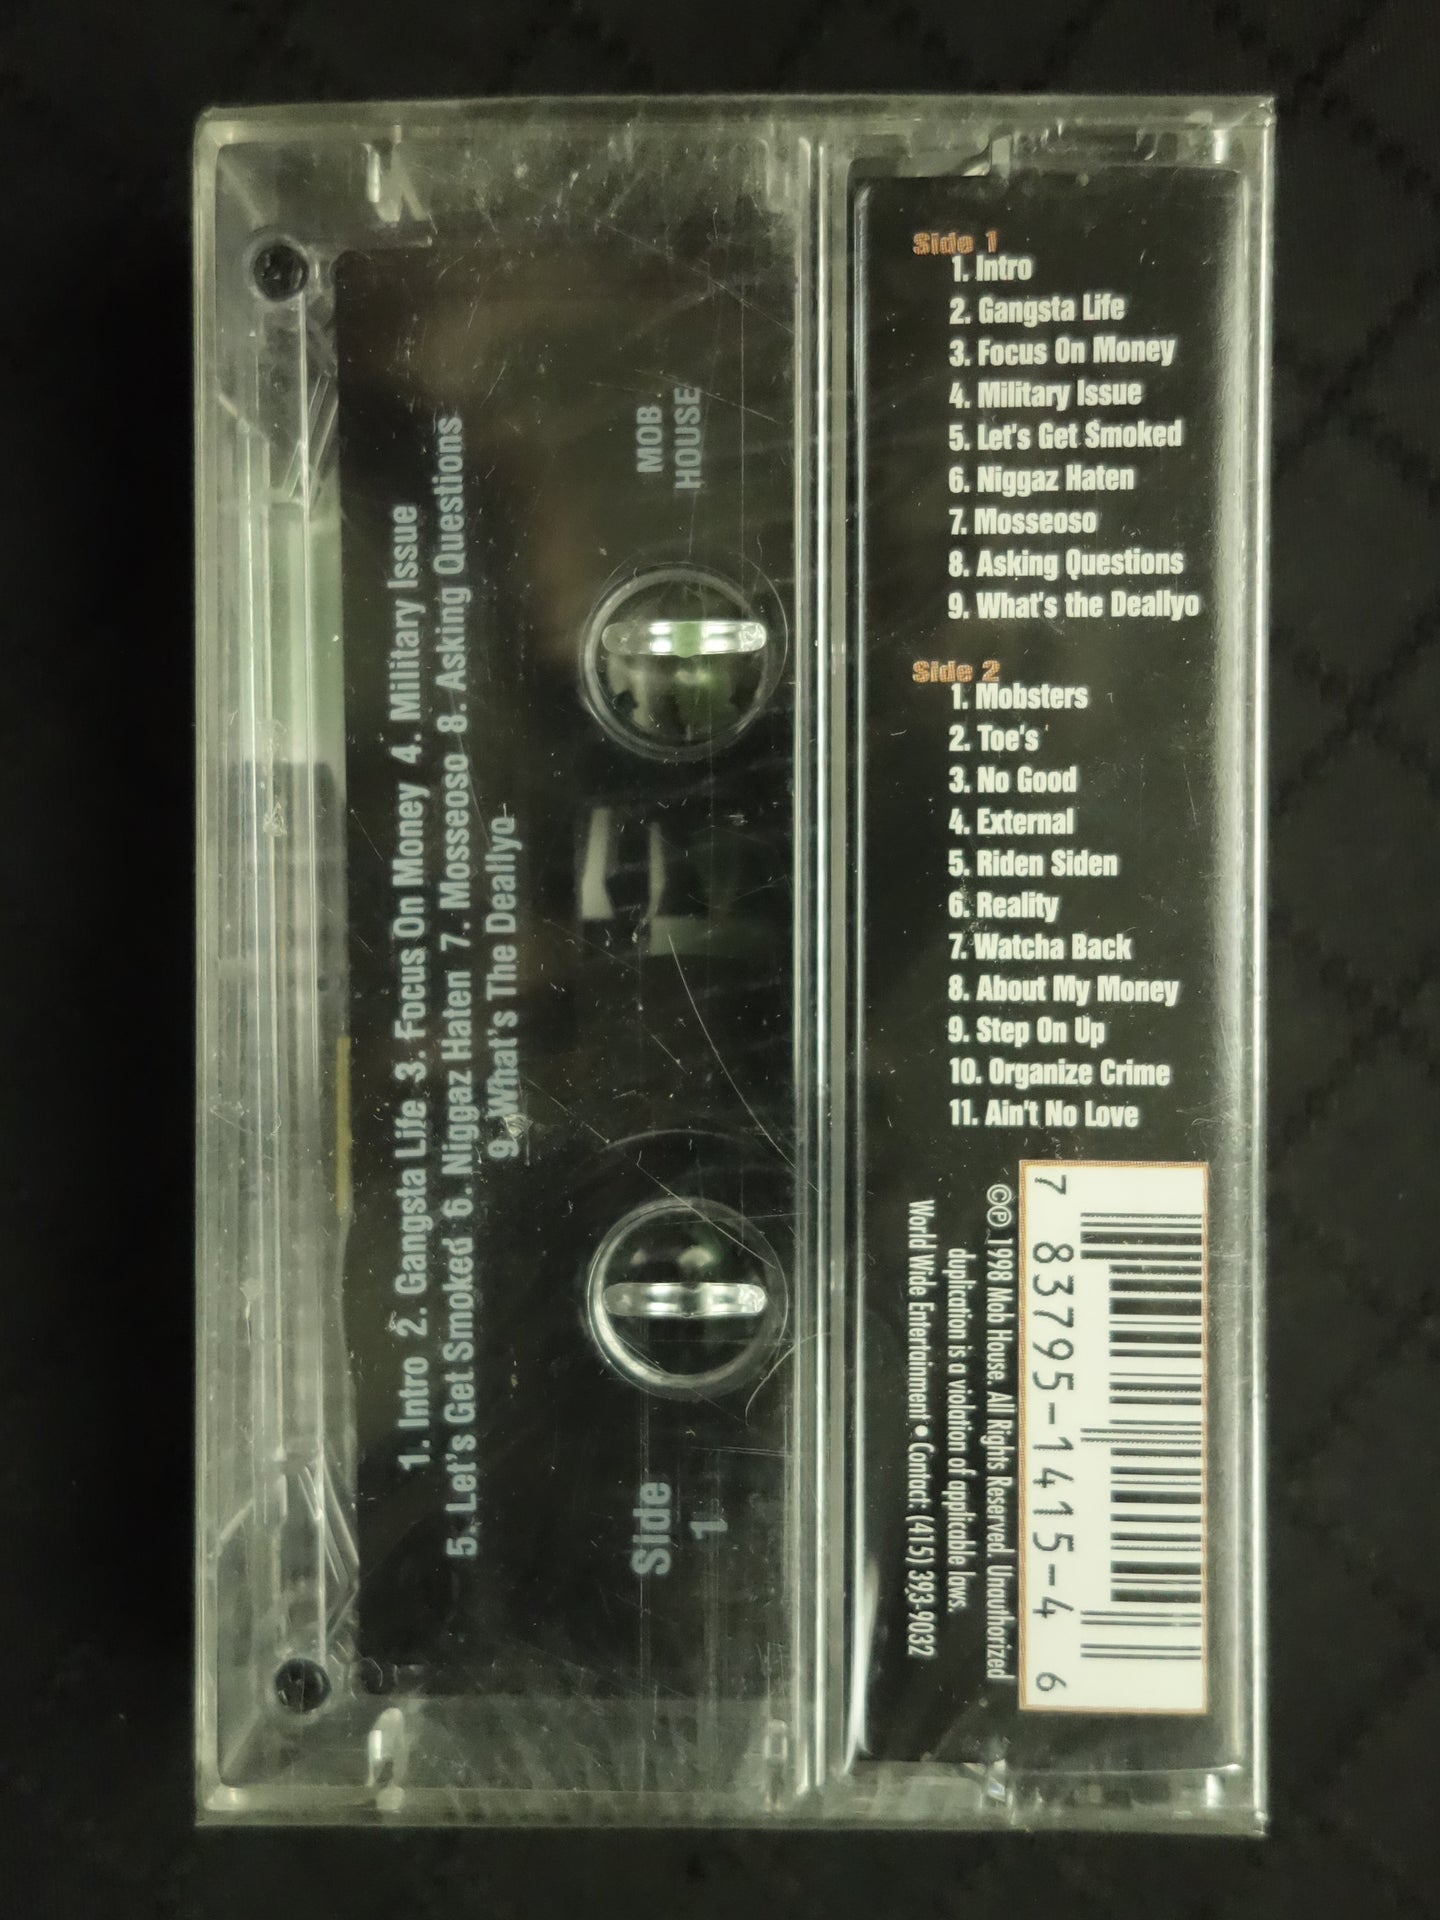 MOB
HOUSE
1. Intro 2. Gangsta Life 3. Focus On Money 4. Military Issue
5. Let's Get Smoked 6. Niggaz Haten 7. Mosseoso 8. Asking Questions
9. What's The Deallyo
Side
1
Side 1
1. Intro
2. Gangsta Life
3. Focus On Money
4. Military Issue
5. Let's Get Smoked
6. Niggaz Haten
7. Mosseoso
8. Asking Questions
9. What's the Deallyo
Side 2
1. Mobsters
2. Toe's
3. No Good
4. External
5. Riden Siden
6. Reality
7. Watcha Back
8. About My Money
9. Step On Up
10. Organize Crime
11. Ain't No Love
©℗ 1998 Mob House. All Rights Reserved. Unauthorized
duplication is a violation of applicable laws.
World Wide Entertainment • Contact: (415) 393-9032
7 83795-1415-4 6